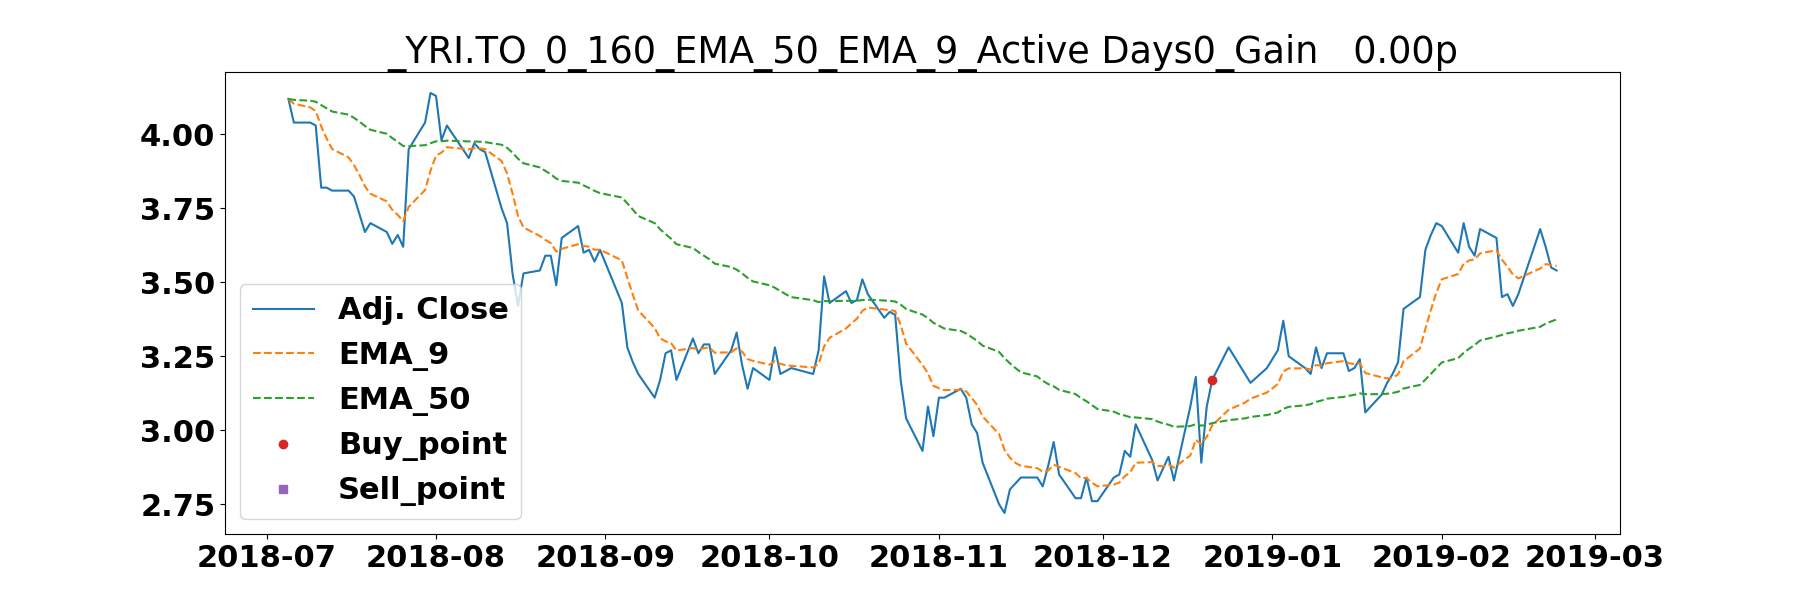 _YRI.TO_0_160_EMA_50_EMA_9_Active Days0_Gain   0.00p
4.00
3.75
3.50
3.25
3.00
2.75
Adj. Close
EMA_9
EMA_50
Buy_point
Sell_point
2018-07 2018-08 2018-09 2018-10 2018-11 2018-12 2019-01 2019-02 2019-03